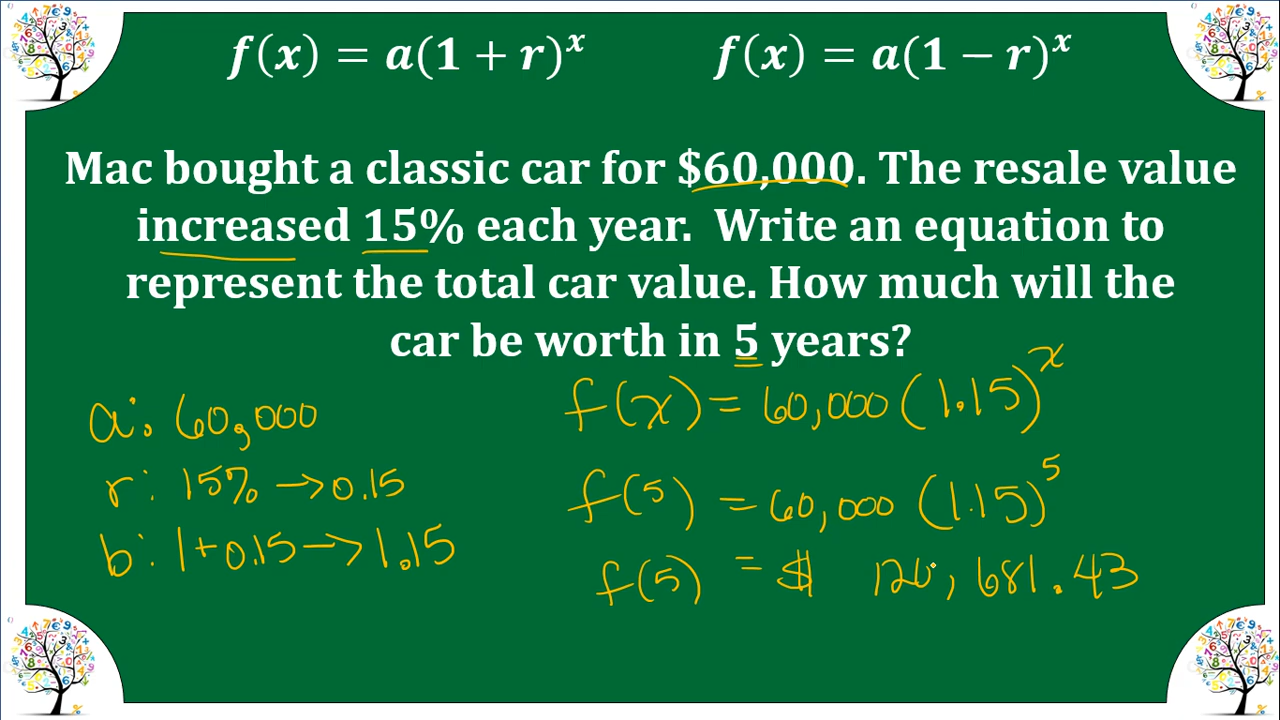 f(x) = a(1 + r)^x f(x) = a(1 − r)^x
Mac bought a classic car for $60,000. The resale value
increased 15% each year. Write an equation to
represent the total car value. How much will the
car be worth in 5 years?
a: 60,000
r: 15% → 0.15
b: 1+0.15 → 1.15
f(x) = 60,000 (1.15)^x
f(5) = 60,000 (1.15)^5
f(5) = $ 120,681.43